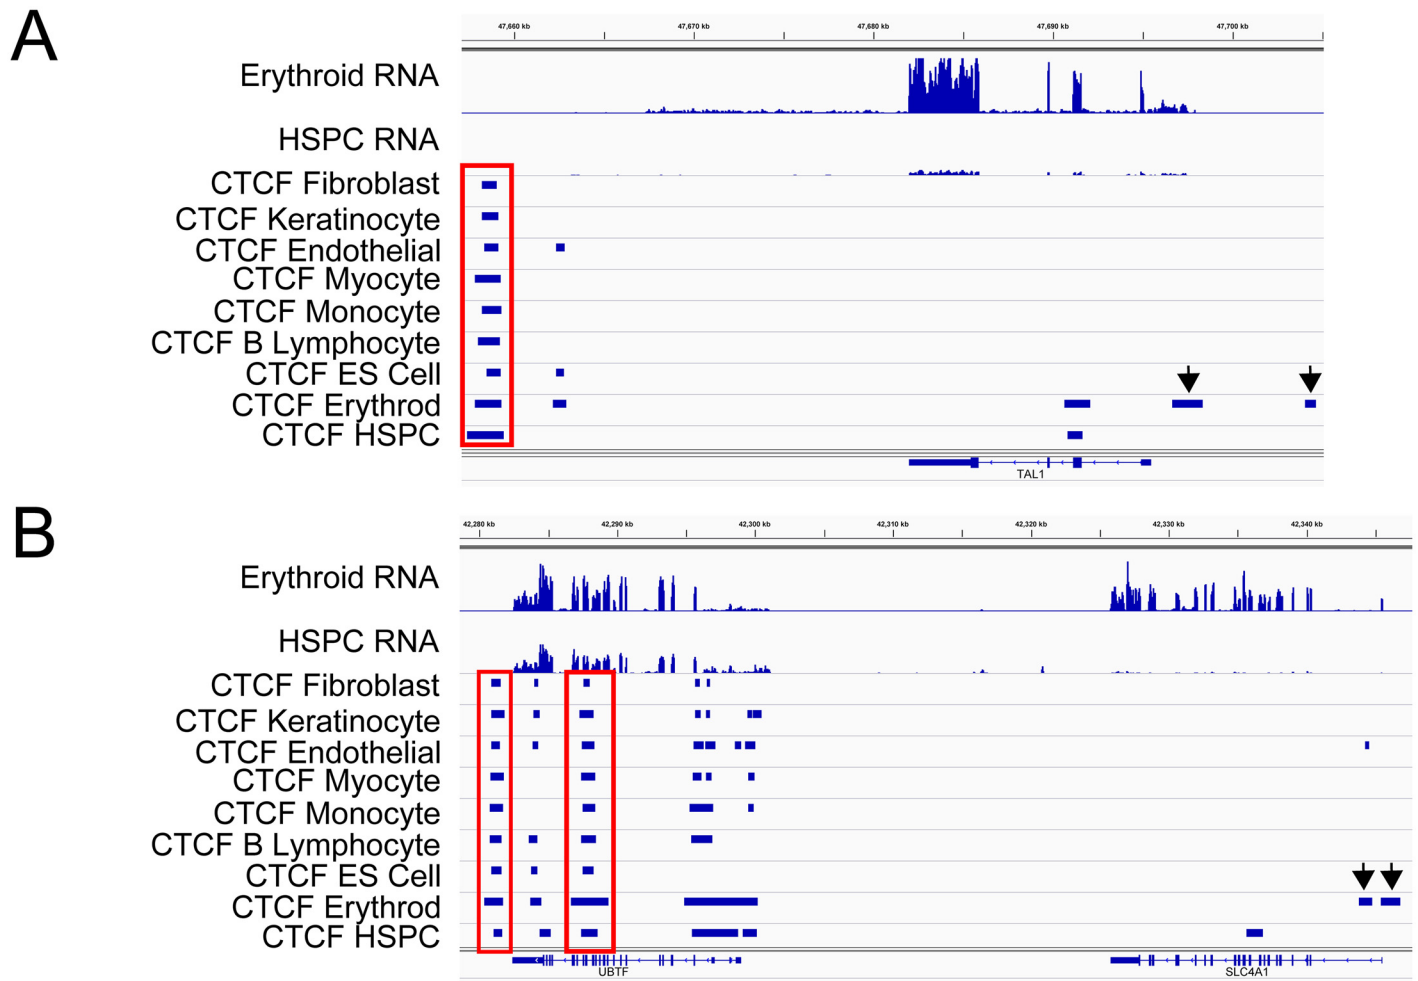 A
47,660 kb 47,670 kb 47,680 kb 47,690 kb 47,700 kb
Erythroid RNA
HSPC RNA
CTCF Fibroblast
CTCF Keratinocyte
CTCF Endothelial
CTCF Myocyte
CTCF Monocyte
CTCF B Lymphocyte
CTCF ES Cell
CTCF Erythrod
CTCF HSPC
TAL1
B
42,280 kb 42,290 kb 42,300 kb 42,310 kb 42,320 kb 42,330 kb 42,340 kb
Erythroid RNA
HSPC RNA
CTCF Fibroblast
CTCF Keratinocyte
CTCF Endothelial
CTCF Myocyte
CTCF Monocyte
CTCF B Lymphocyte
CTCF ES Cell
CTCF Erythrod
CTCF HSPC
UBTF SLC4A1